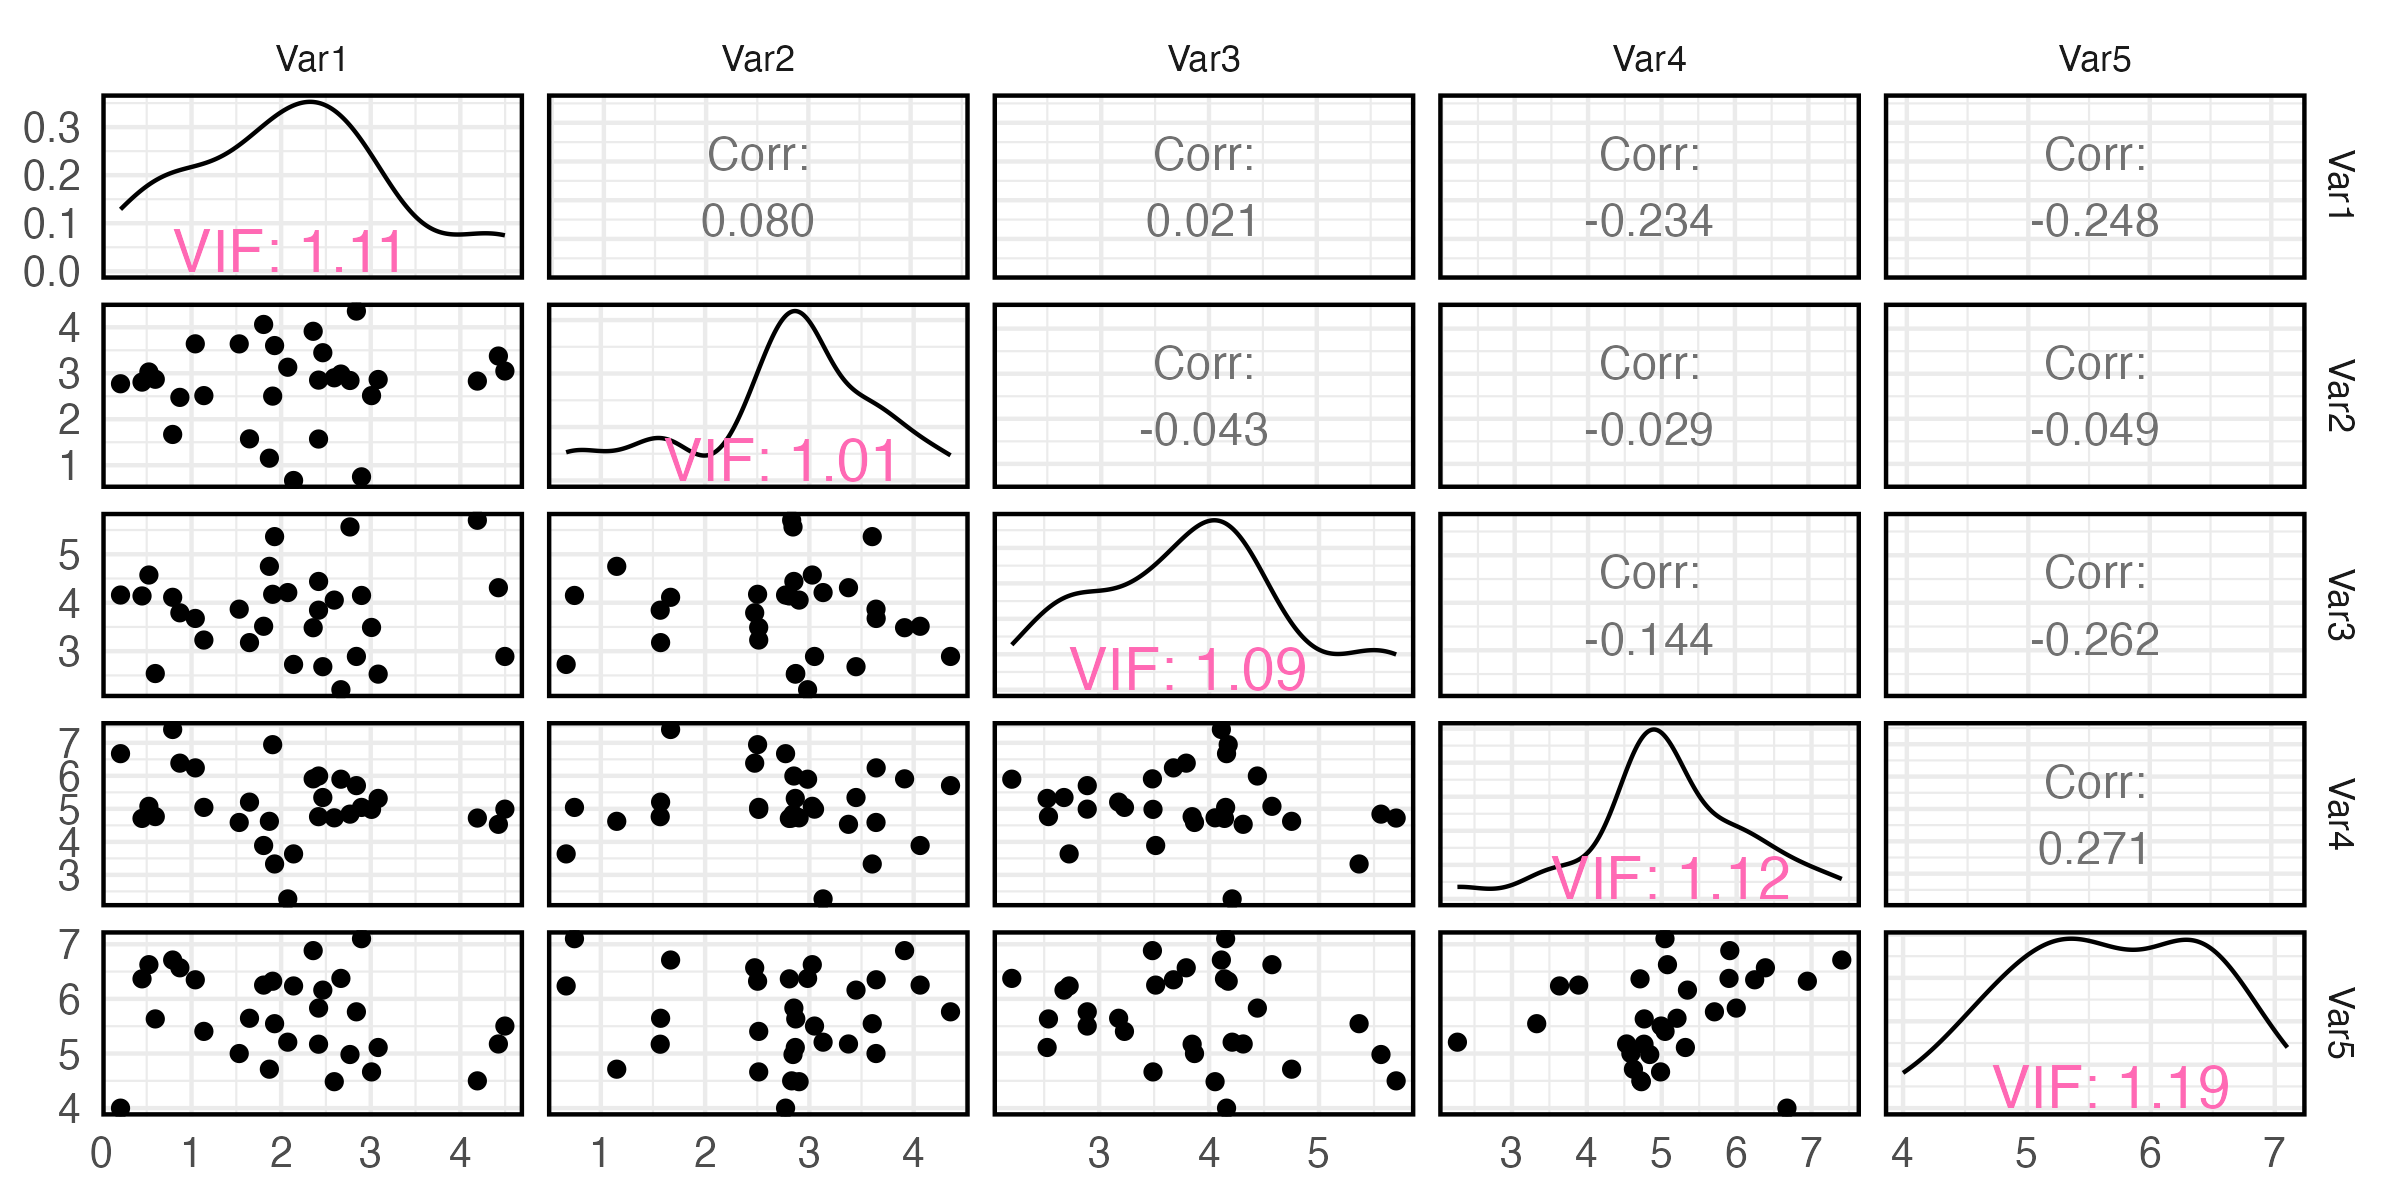 Var1 Var2 Var3 Var4 Var5
0.3
0.2
0.1
0.0
VIF: 1.11
Corr:
0.080
Corr:
0.021
Corr:
-0.234
Corr:
-0.248
Var1
4
3
2
1
VIF: 1.01
Corr:
-0.043
Corr:
-0.029
Corr:
-0.049
Var2
5
4
3
VIF: 1.09
Corr:
-0.144
Corr:
-0.262
Var3
7
6
5
4
3
VIF: 1.12
Corr:
0.271
Var4
7
6
5
4
VIF: 1.19
Var5
0 1 2 3 4 1 2 3 4 3 4 5 3 4 5 6 7 4 5 6 7